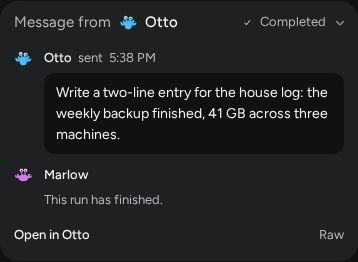 Message from Otto Completed
Otto sent 5:38 PM
Write a two-line entry for the house log: the
weekly backup finished, 41 GB across three
machines.
Marlow
This run has finished.
Open in Otto Raw